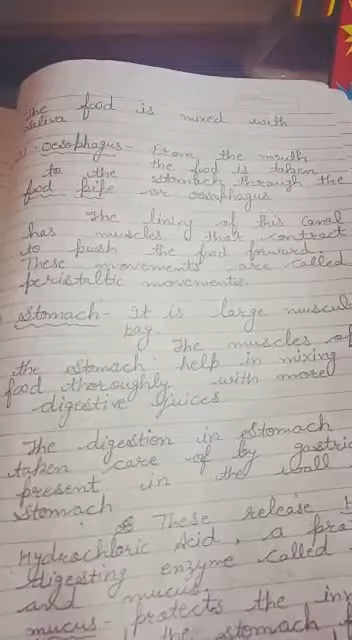 The food is mixed with
saliva
oesophagus - From the mouth
the food is taken
to the stomach through the
food pipe or oesophagus.
The lining of this canal
has muscles that contract
to push the food forward.
These movements are called
peristaltic movements.
Stomach - It is large muscular
bag.
The muscles of
the stomach help in mixing
food thoroughly with more
digestive juices
The digestion in stomach
taken care of by gastric
present in the wall
stomach
These release
Hydrochloric Acid, a
digesting enzyme called
and mucus.
mucus - protects the
the stomach